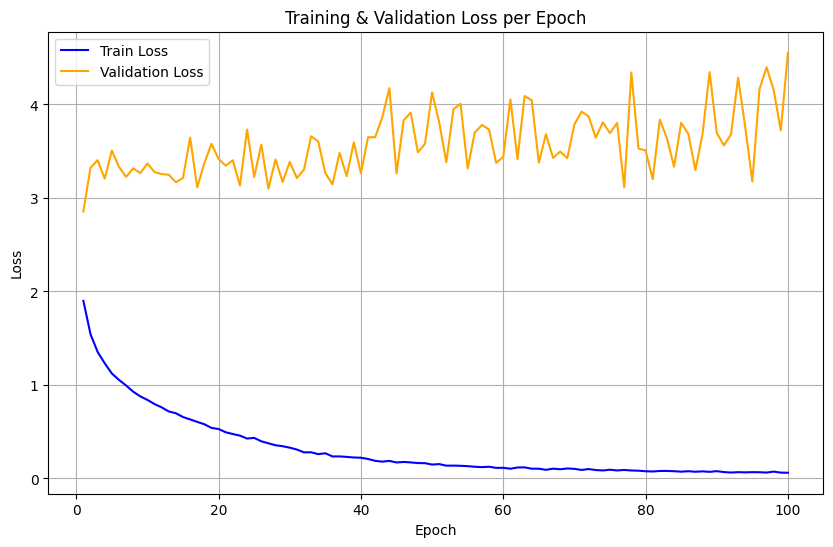 Training & Validation Loss per Epoch
Train Loss
Validation Loss
Loss
4
3
2
1
0
0 20 40 60 80 100
Epoch